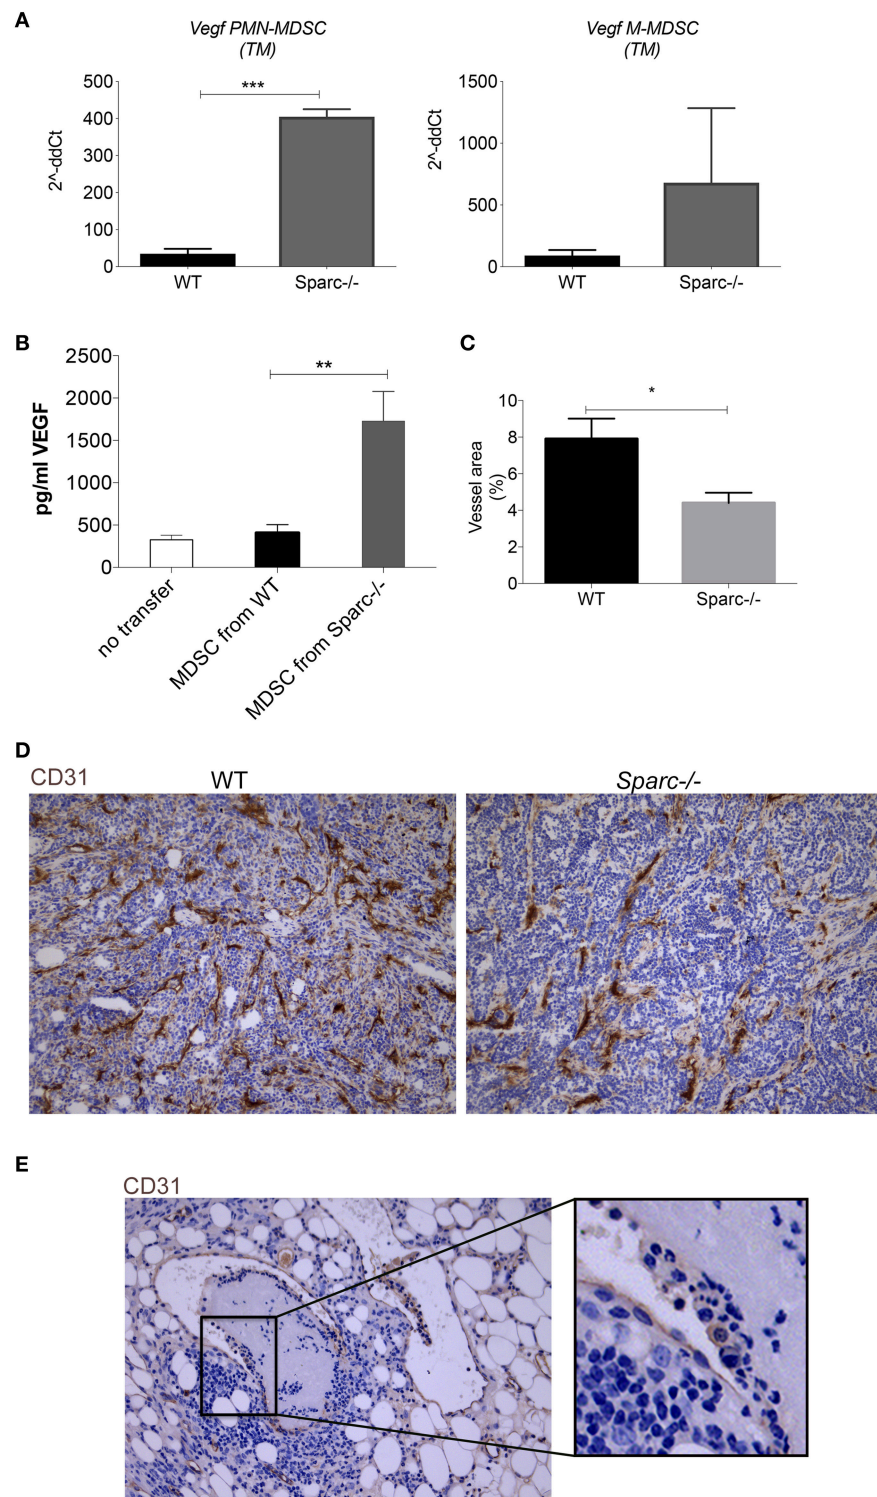 A
Vegf PMN-MDSC
(TM)
2^-ddCt
500
400
300
200
100
0
***
WT
Sparc-/-
Vegf M-MDSC
(TM)
2^-ddCt
1500
1000
500
0
WT
Sparc-/-
B
pg/ml VEGF
2500
2000
1500
1000
500
0
**
no transfer
MDSC from WT
MDSC from Sparc-/-
C
Vessel area
(%)
10
8
6
4
2
0
*
WT
Sparc-/-
D
CD31
WT
Sparc-/-
E
CD31